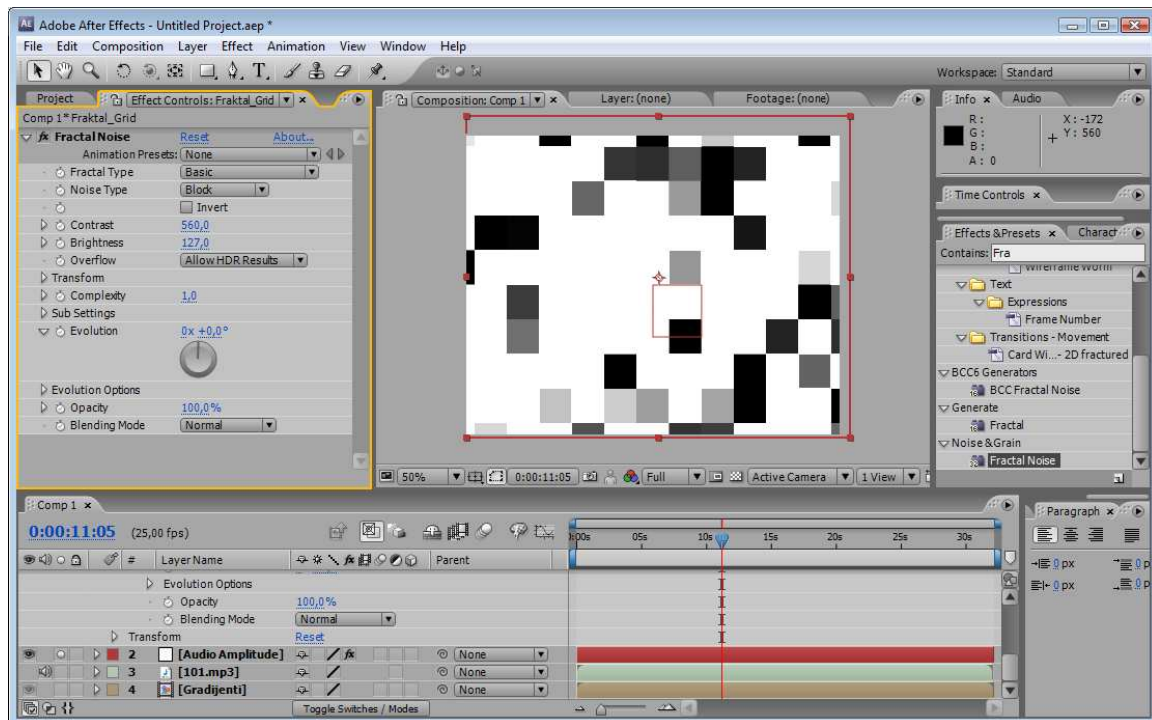 Adobe After Effects - Untitled Project.aep *
File Edit Composition Layer Effect Animation View Window Help
Workspace: Standard
Project
Effect Controls: Fraktal_Grid
Comp 1* Fraktal_Grid
Fractal Noise Reset About...
Animation Presets: None
Fractal Type Basic
Noise Type Block
Invert
Contrast 560,0
Brightness 127,0
Overflow Allow HDR Results
Transform
Complexity 1,0
Sub Settings
Evolution 0x +0,0°
Evolution Options
Opacity 100,0%
Blending Mode Normal
Composition: Comp 1 Layer: (none) Footage: (none)
50% 0:00:11:05 Full Active Camera 1 View
Info Audio
R: X: -172
G: Y: 560
B:
A: 0
Time Controls
Effects & Presets Charact
Contains: Fra
Wireframe Worm
Text
Expressions
Frame Number
Transitions - Movement
Card Wi...- 2D fractured
BCC6 Generators
BCC Fractal Noise
Generate
Fractal
Noise & Grain
Fractal Noise
Comp 1
0:00:11:05 (25,00 fps)
05s 10s 15s 20s 25s 30s
# Layer Name Parent
Evolution Options
Opacity 100,0%
Blending Mode Normal
Transform Reset
2 [Audio Amplitude] None
3 [101.mp3] None
4 [Gradijenti] None
Toggle Switches / Modes
Paragraph
0 px 0 p
0 px 0 p